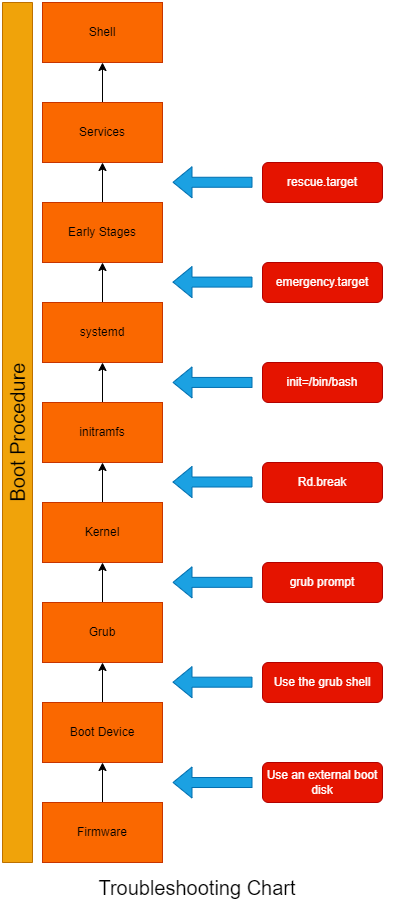 Shell
Services
rescue.target
Early Stages
emergency.target
systemd
init=/bin/bash
initramfs
Rd.break
Kernel
grub prompt
Grub
Use the grub shell
Boot Device
Use an external boot
disk
Firmware
Boot Procedure
Troubleshooting Chart